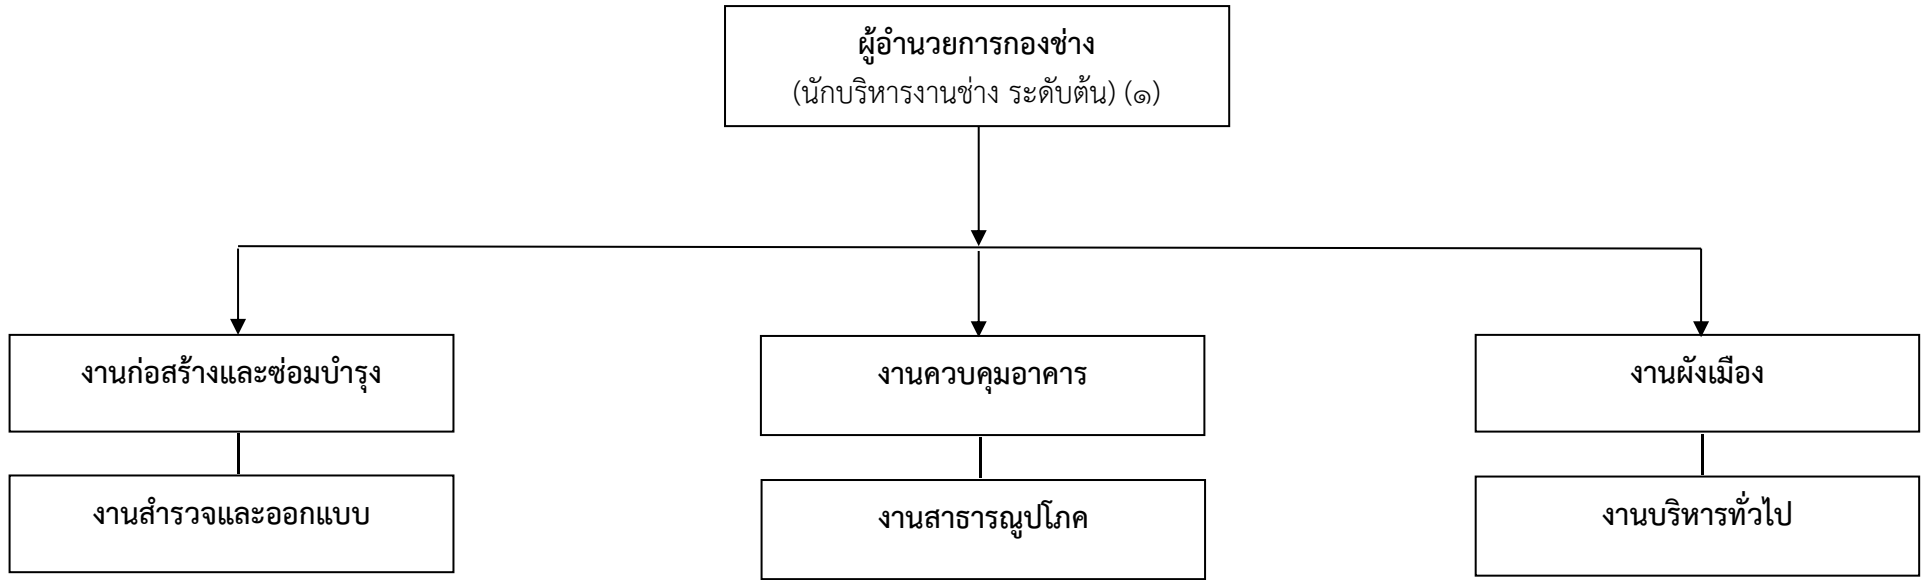 ผู้อำนวยการกองช่าง
(นักบริหารงานช่าง ระดับต้น) (๑)
งานก่อสร้างและซ่อมบำรุง
งานควบคุมอาคาร
งานผังเมือง
งานสำรวจและออกแบบ
งานสาธารณูปโภค
งานบริหารทั่วไป